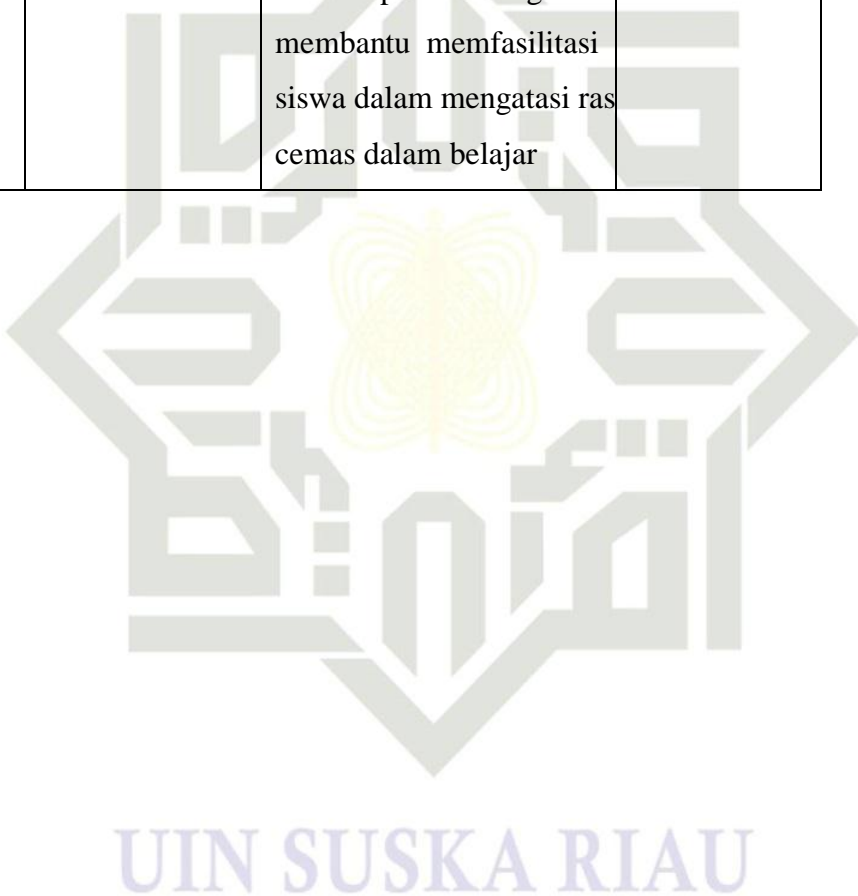 membantu memfasilitasi
siswa dalam mengatasi ras
cemas dalam belajar
UIN SUSKA RIAU